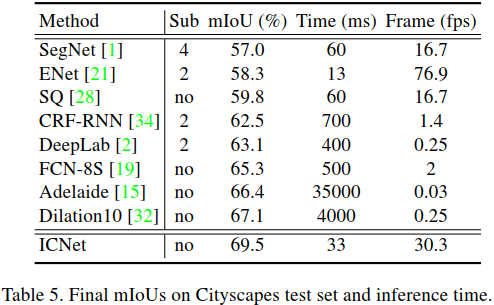 Method Sub mIoU (%) Time (ms) Frame (fps)
SegNet [1] 4 57.0 60 16.7
ENet [21] 2 58.3 13 76.9
SQ [28] no 59.8 60 16.7
CRF-RNN [34] 2 62.5 700 1.4
DeepLab [2] 2 63.1 400 0.25
FCN-8S [19] no 65.3 500 2
Adelaide [15] no 66.4 35000 0.03
Dilation10 [32] no 67.1 4000 0.25
ICNet no 69.5 33 30.3
Table 5. Final mIoUs on Cityscapes test set and inference time.